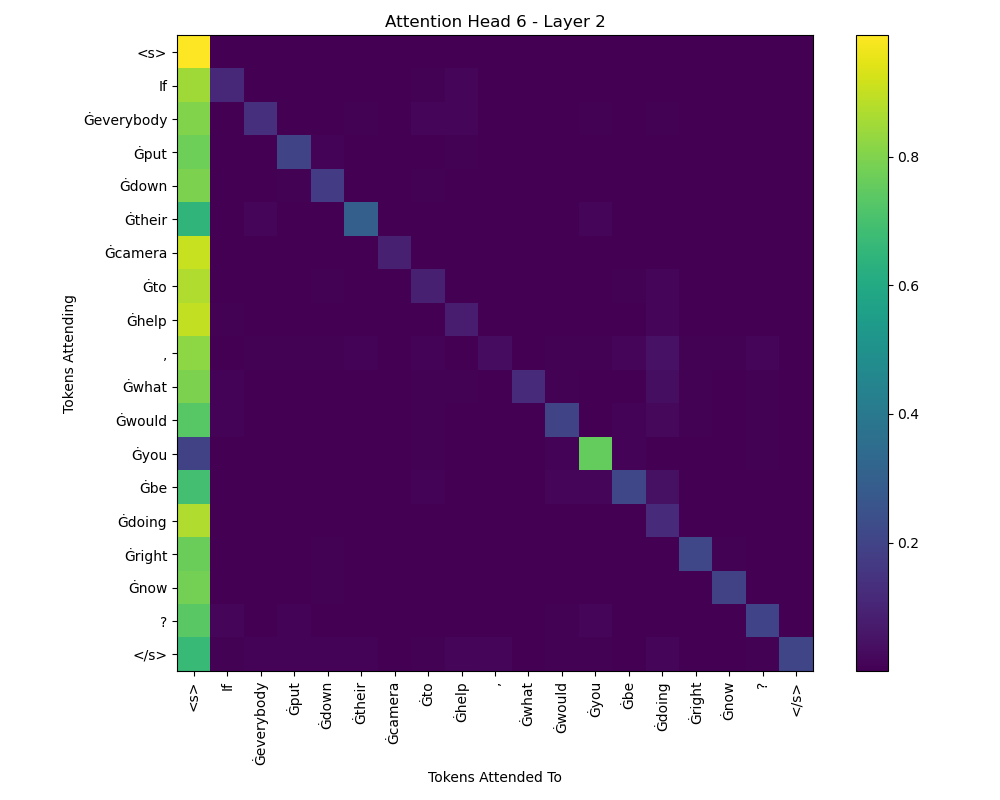 Attention Head 6 - Layer 2
Tokens Attending
<s>
If
Ġeverybody
Ġput
Ġdown
Ġtheir
Ġcamera
Ġto
Ġhelp
,
Ġwhat
Ġwould
Ġyou
Ġbe
Ġdoing
Ġright
Ġnow
?
</s>
0.8
0.6
0.4
0.2
<s>
If
Ġeverybody
Ġput
Ġdown
Ġtheir
Ġcamera
Ġto
Ġhelp
,
Ġwhat
Ġwould
Ġyou
Ġbe
Ġdoing
Ġright
Ġnow
?
</s>
Tokens Attended To